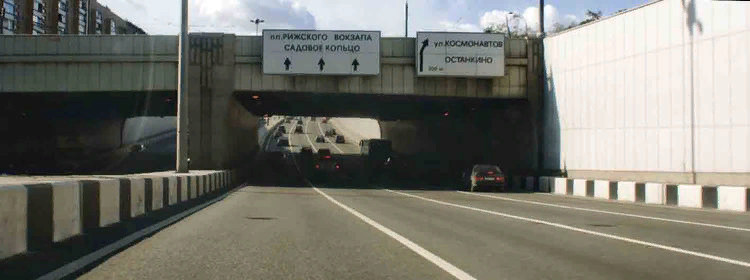 пл.РИЖСКОГО ВОКЗАЛА
САДОВОЕ КОЛЬЦО
ул.КОСМОНАВТОВ
ОСТАНКИНО